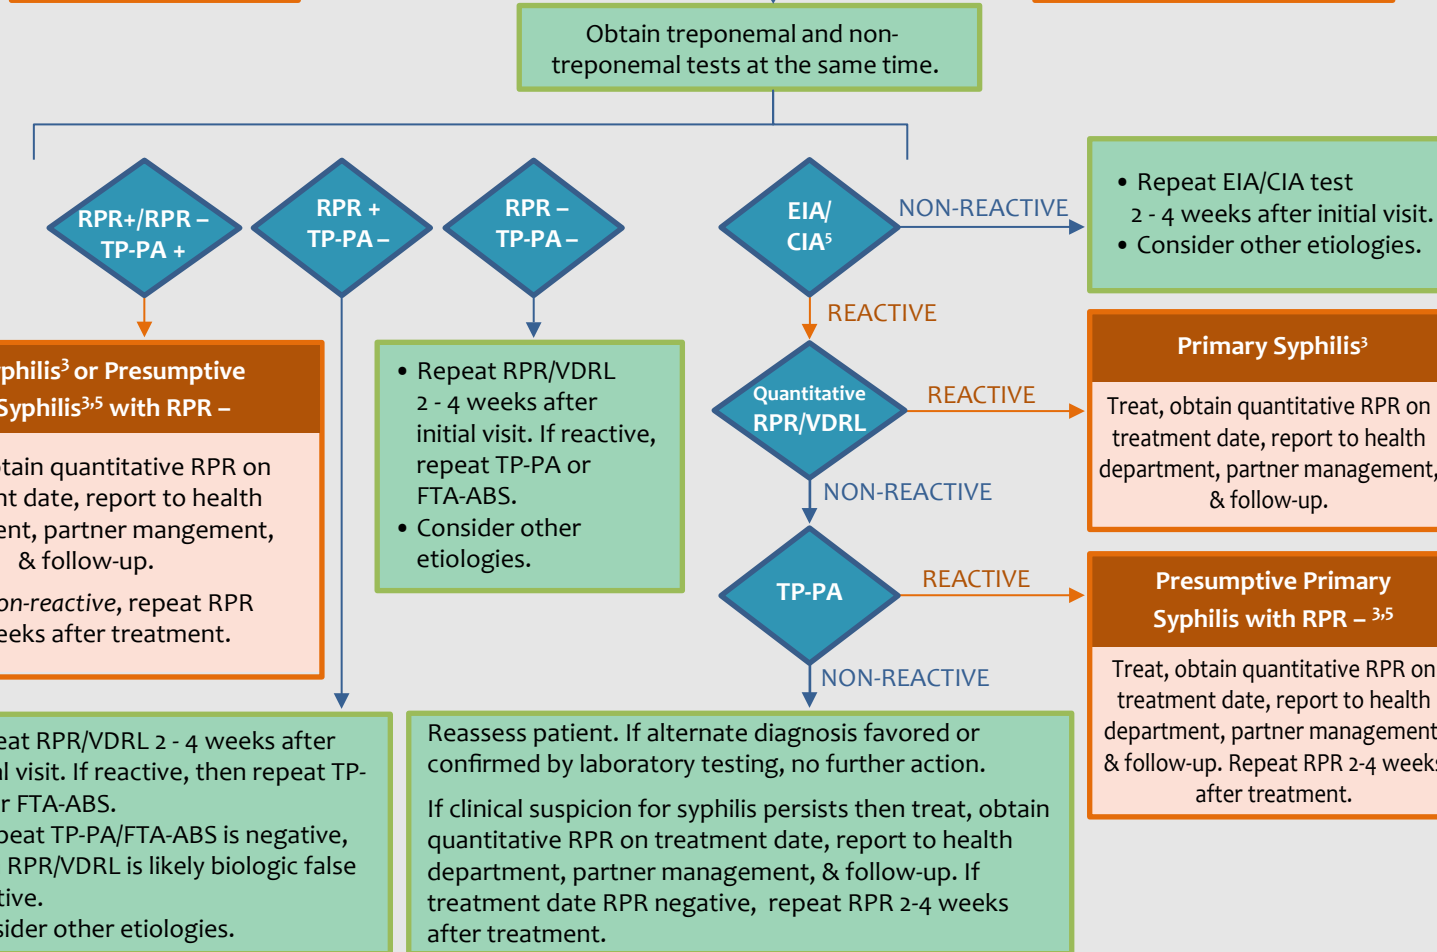 Obtain treponemal and non-
treponemal tests at the same time.
RPR+/RPR –
TP-PA +
RPR +
TP-PA –
RPR –
TP-PA –
EIA/
CIA⁵
NON-REACTIVE
• Repeat EIA/CIA test
2 - 4 weeks after initial visit.
• Consider other etiologies.
REACTIVE
philis³ or Presumptive
Syphilis³,⁵ with RPR –
tain quantitative RPR on
nt date, report to health
ent, partner mangement,
& follow-up.
on-reactive, repeat RPR
eeks after treatment.
• Repeat RPR/VDRL
2 - 4 weeks after
initial visit. If reactive,
repeat TP-PA or
FTA-ABS.
• Consider other
etiologies.
Quantitative
RPR/VDRL
REACTIVE
Primary Syphilis³
Treat, obtain quantitative RPR on
treatment date, report to health
department, partner management,
& follow-up.
NON-REACTIVE
TP-PA
REACTIVE
Presumptive Primary
Syphilis with RPR – ³,⁵
Treat, obtain quantitative RPR on
treatment date, report to health
department, partner management
& follow-up. Repeat RPR 2-4 weeks
after treatment.
NON-REACTIVE
eat RPR/VDRL 2 - 4 weeks after
l visit. If reactive, then repeat TP-
r FTA-ABS.
peat TP-PA/FTA-ABS is negative,
RPR/VDRL is likely biologic false
tive.
sider other etiologies.
Reassess patient. If alternate diagnosis favored or
confirmed by laboratory testing, no further action.
If clinical suspicion for syphilis persists then treat, obtain
quantitative RPR on treatment date, report to health
department, partner management, & follow-up. If
treatment date RPR negative, repeat RPR 2-4 weeks
after treatment.